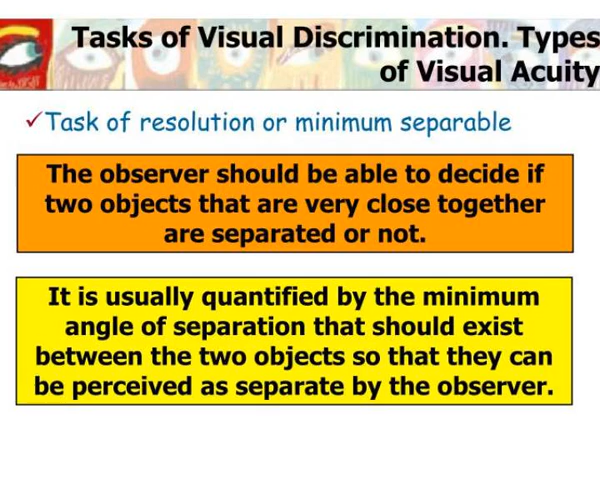 Tasks of Visual Discrimination. Types
of Visual Acuity
✓Task of resolution or minimum separable
The observer should be able to decide if
two objects that are very close together
are separated or not.
It is usually quantified by the minimum
angle of separation that should exist
between the two objects so that they can
be perceived as separate by the observer.